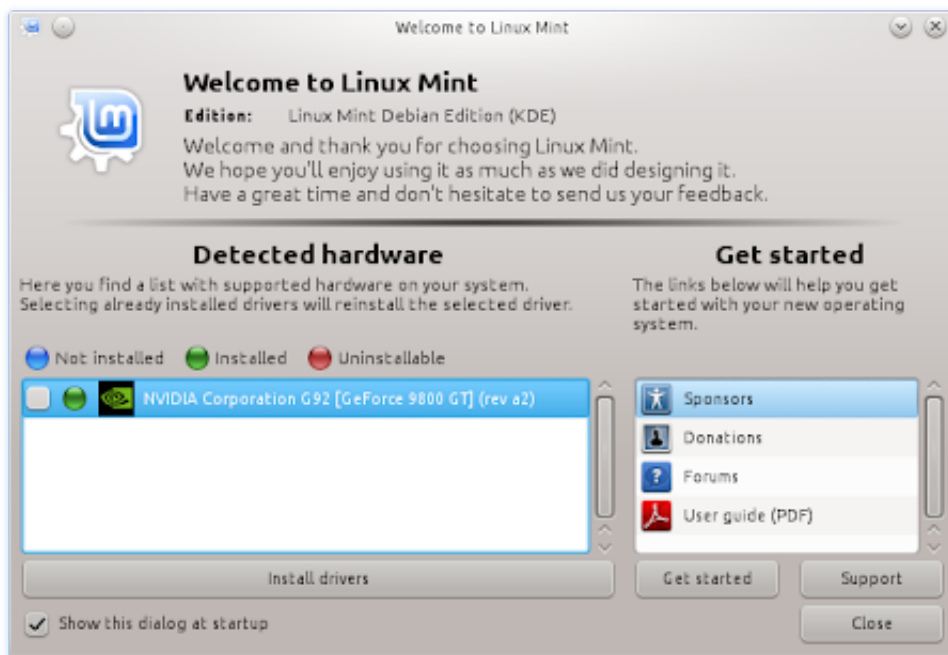 Welcome to Linux Mint
Welcome to Linux Mint
Edition: Linux Mint Debian Edition (KDE)
Welcome and thank you for choosing Linux Mint.
We hope you'll enjoy using it as much as we did designing it.
Have a great time and don't hesitate to send us your feedback.
Detected hardware
Here you find a list with supported hardware on your system.
Selecting already installed drivers will reinstall the selected driver.
Not installed Installed Uninstallable
NVIDIA Corporation G92 [GeForce 9800 GT] (rev a2)
Install drivers
Show this dialog at startup
Get started
The links below will help you get
started with your new operating
system.
Sponsors
Donations
Forums
User guide (PDF)
Get started Support
Close